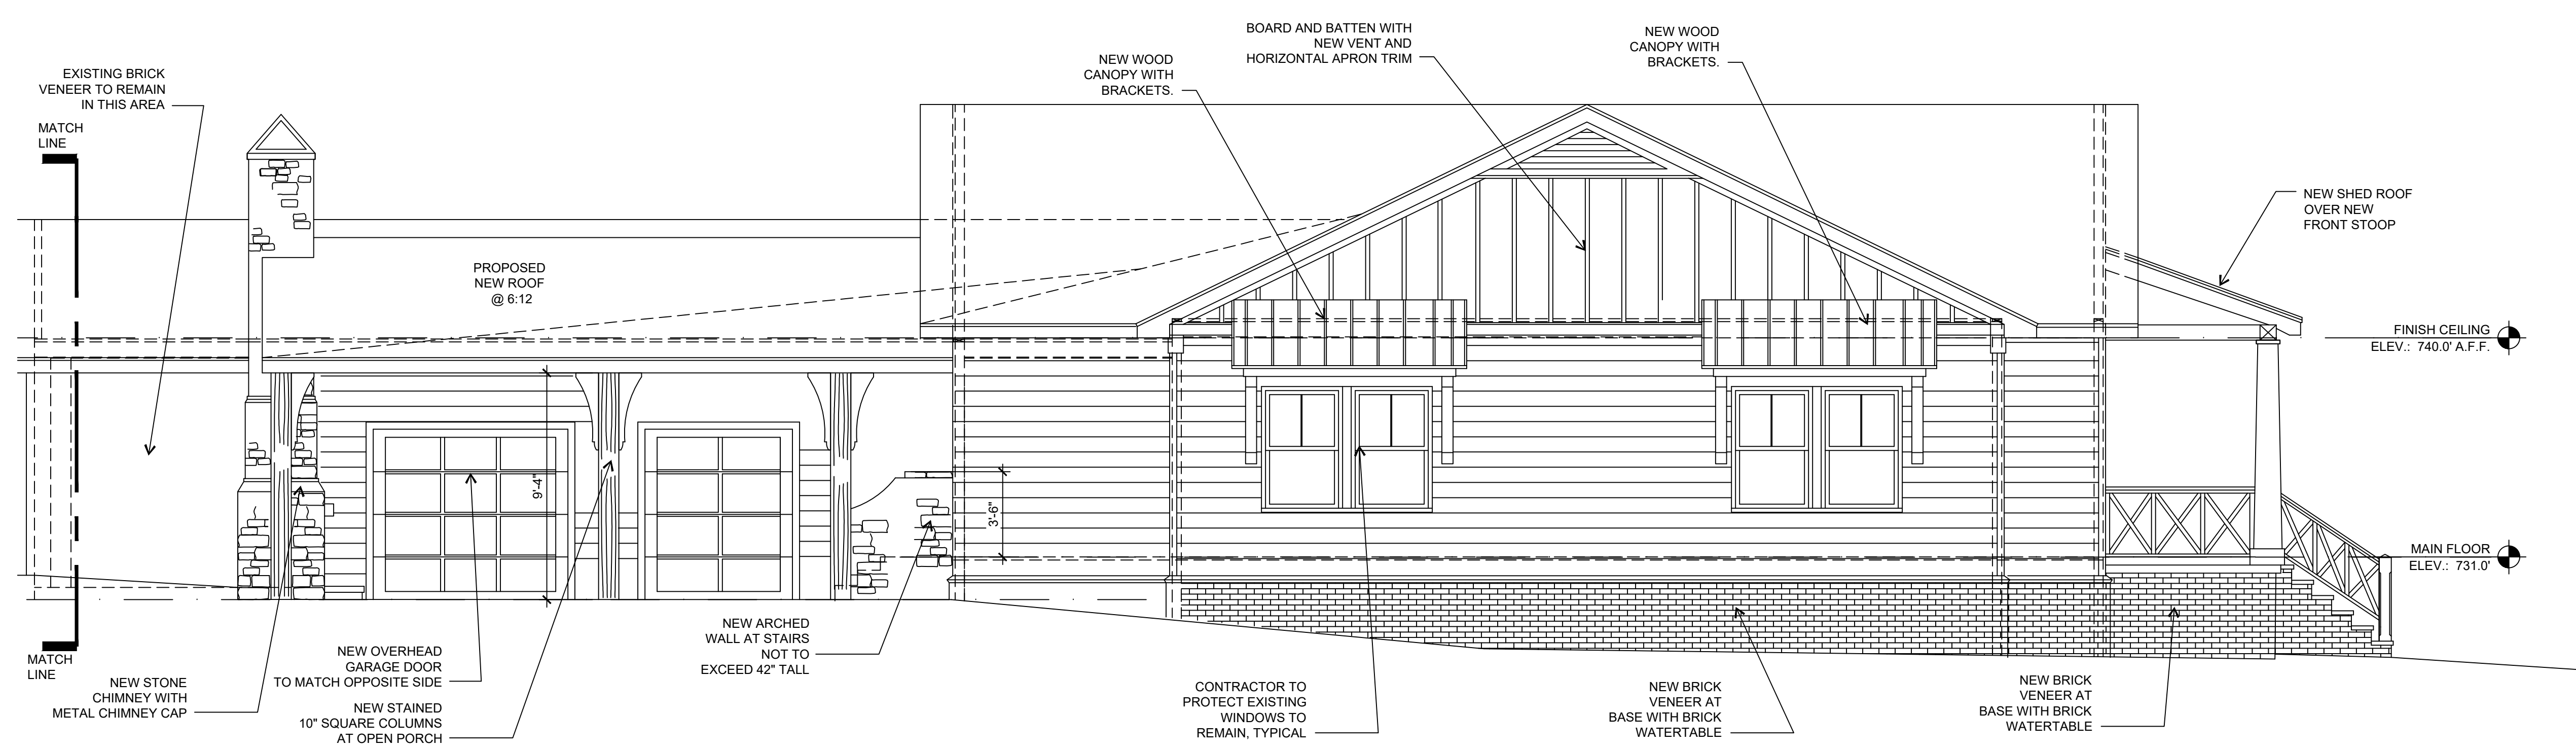 EXISTING BRICK
VENEER TO REMAIN
IN THIS AREA
MATCH
LINE
PROPOSED
NEW ROOF
@ 6:12
NEW WOOD
CANOPY WITH
BRACKETS.
BOARD AND BATTEN WITH
NEW VENT AND
HORIZONTAL APRON TRIM
NEW WOOD
CANOPY WITH
BRACKETS.
NEW SHED ROOF
OVER NEW
FRONT STOOP
FINISH CEILING
ELEV.: 740.0' A.F.F.
9'-4"
3'-6"
MAIN FLOOR
ELEV.: 731.0'
MATCH
LINE
NEW STONE
CHIMNEY WITH
METAL CHIMNEY CAP
NEW OVERHEAD
GARAGE DOOR
TO MATCH OPPOSITE SIDE
NEW STAINED
10" SQUARE COLUMNS
AT OPEN PORCH
NEW ARCHED
WALL AT STAIRS
NOT TO
EXCEED 42" TALL
CONTRACTOR TO
PROTECT EXISTING
WINDOWS TO
REMAIN, TYPICAL
NEW BRICK
VENEER AT
BASE WITH BRICK
WATERTABLE
NEW BRICK
VENEER AT
BASE WITH BRICK
WATERTABLE